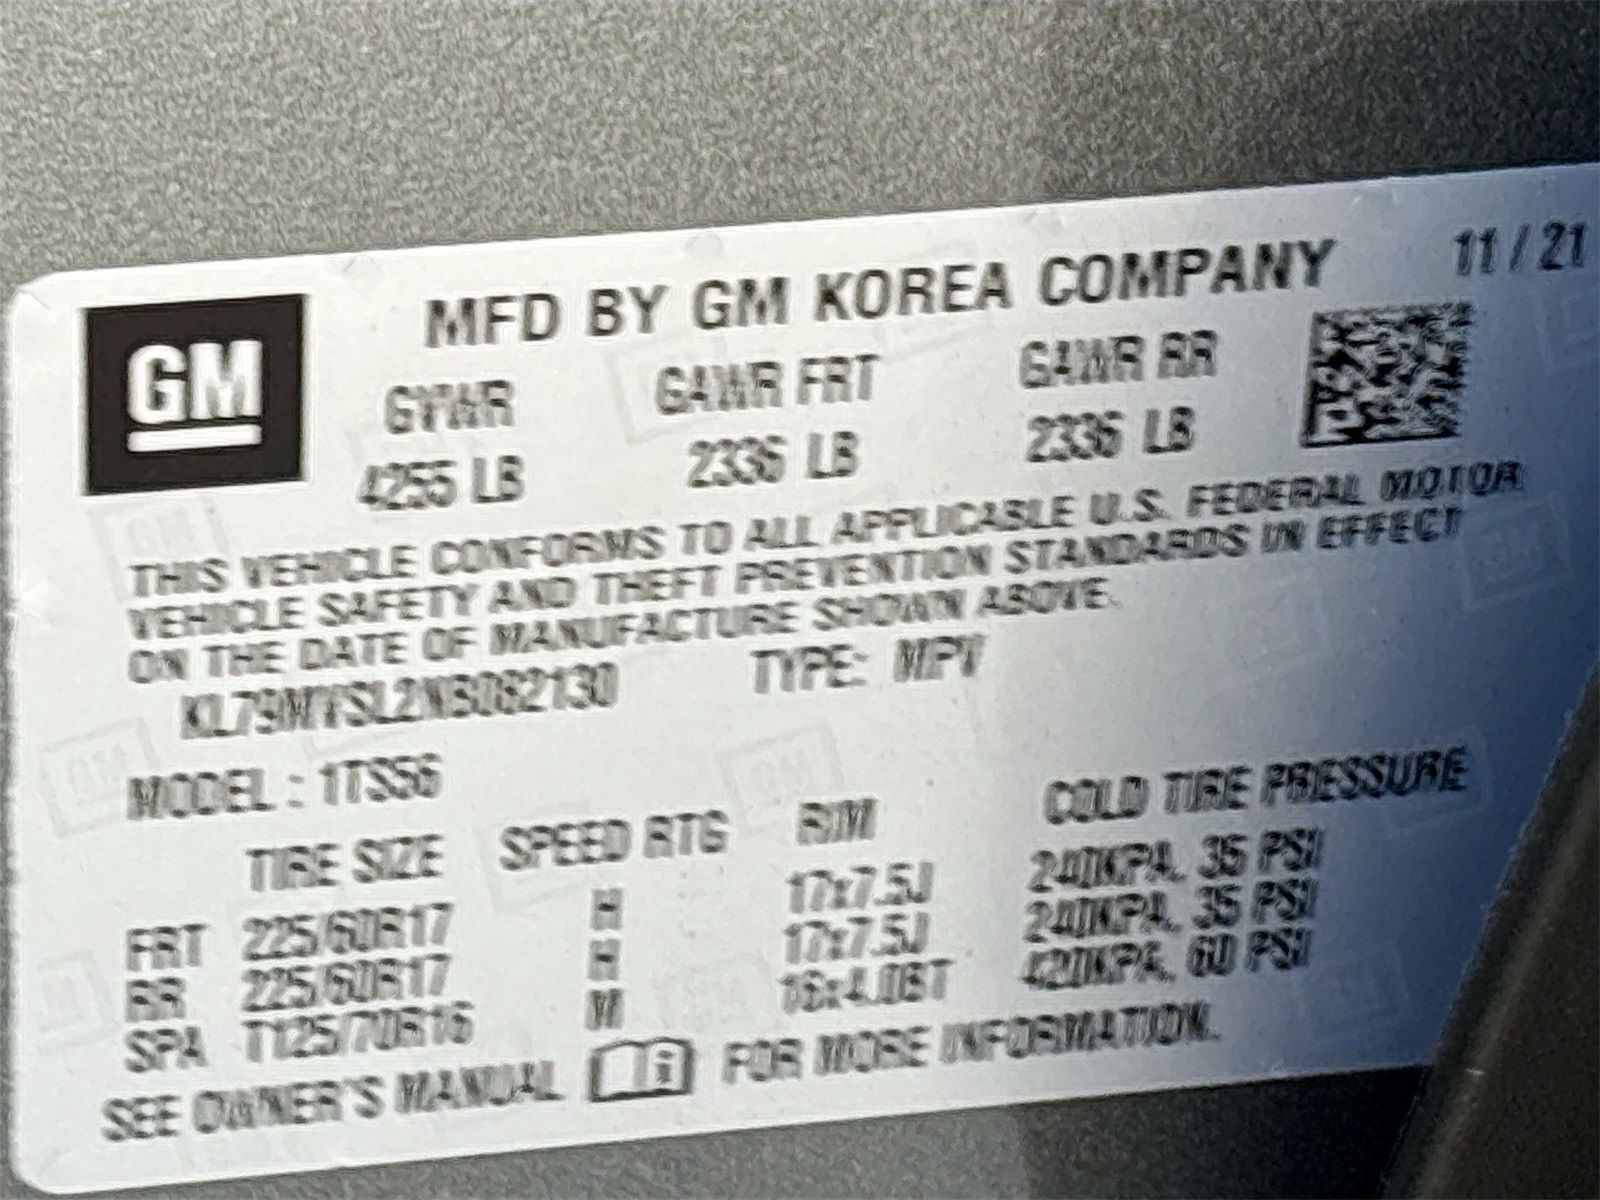 MFD BY GM KOREA COMPANY 11 / 21
GM
GVWR GAWR FRT GAWR RR
4255 LB 2336 LB 2336 LB
THIS VEHICLE CONFORMS TO ALL APPLICABLE U.S. FEDERAL MOTOR
VEHICLE SAFETY AND THEFT PREVENTION STANDARDS IN EFFECT
ON THE DATE OF MANUFACTURE SHOWN ABOVE.
TYPE: MPV
MODEL : 1TS56
TIRE SIZE SPEED RTG RIM COLD TIRE PRESSURE
FRT 225/60R17 H 17x7.5J 240KPA. 35 PSI
RR 225/60R17 H 17x7.5J 240KPA. 35 PSI
SPA T125/70R16 M 16x4.0BT 420KPA. 60 PSI
SEE OWNER'S MANUAL FOR MORE INFORMATION.